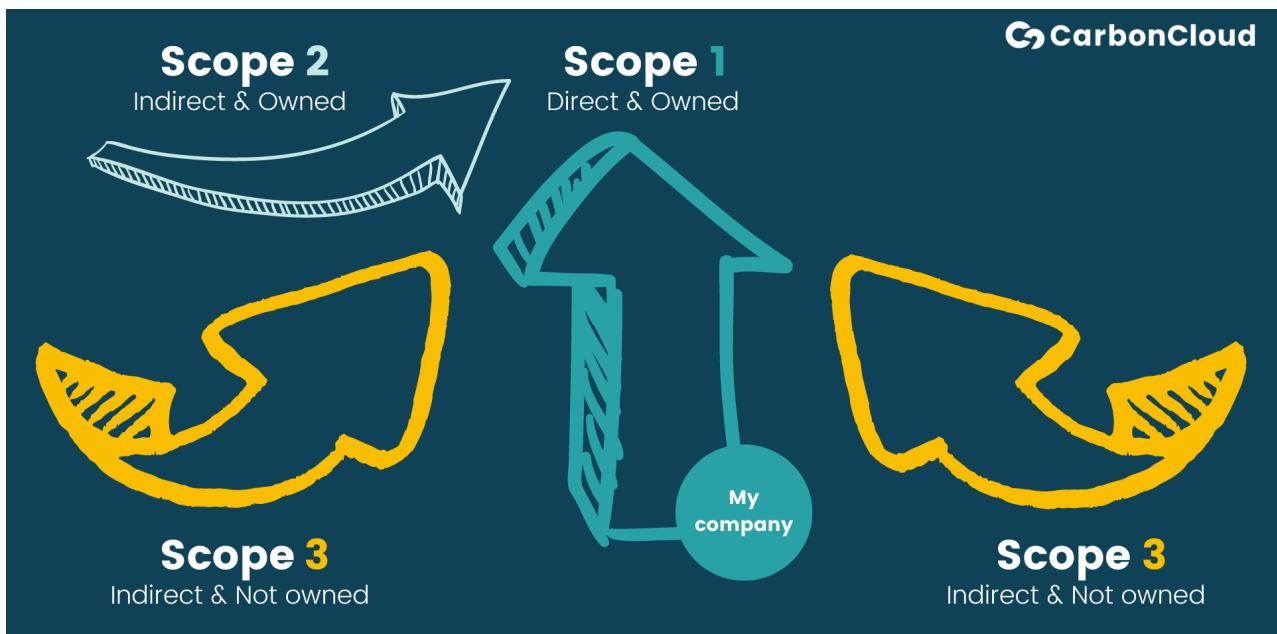 CarbonCloud
Scope 2
Indirect & Owned
Scope 1
Direct & Owned
My
company
Scope 3
Indirect & Not owned
Scope 3
Indirect & Not owned